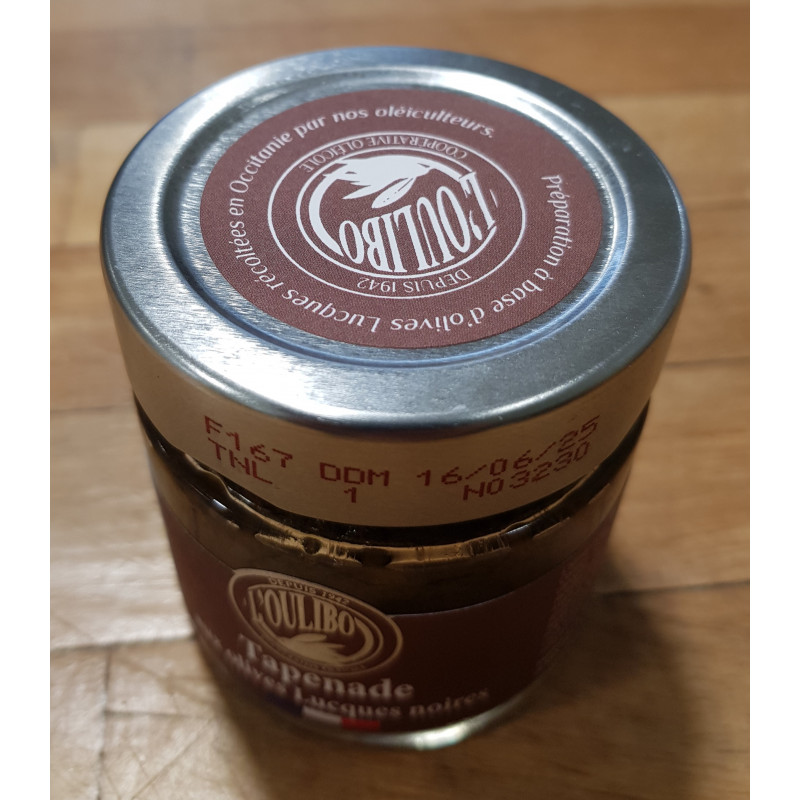 préparation à base d'olives Lucques récoltées en Occitanie par nos oléiculteurs.
DEPUIS 1942
L'OULIBO
COOPÉRATIVE OLÉICOLE
F167 DDM 16/06/25
TNL 1 NO3230
DEPUIS 1942
L'OULIBO
Tapenade
olives Lucques noires